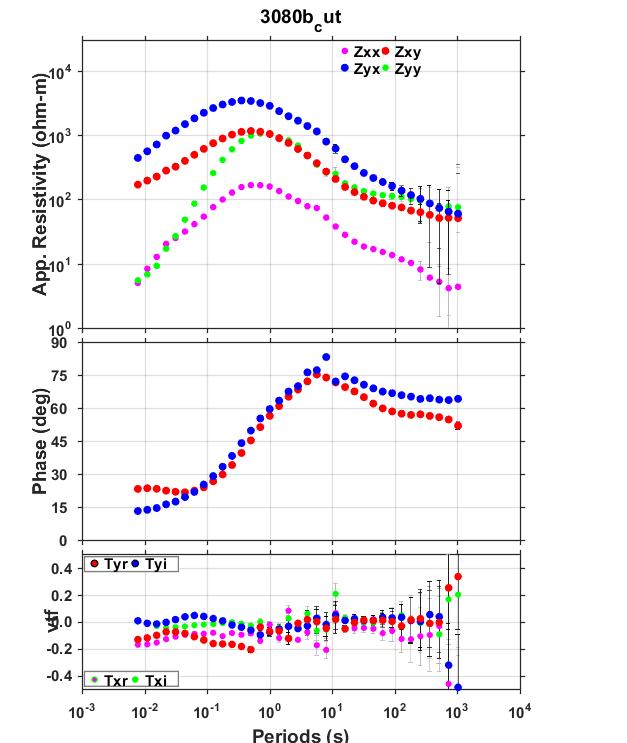 3080b_cut
Zxx Zxy
Zyx Zyy
App. Resistivity (ohm-m)
10^4
10^3
10^2
10^1
10^0
Phase (deg)
90
75
60
45
30
15
0
vtf
0.4
0.2
0.0
-0.2
-0.4
Tyr Tyi
Txr Txi
10^-3 10^-2 10^-1 10^0 10^1 10^2 10^3 10^4
Periods (s)